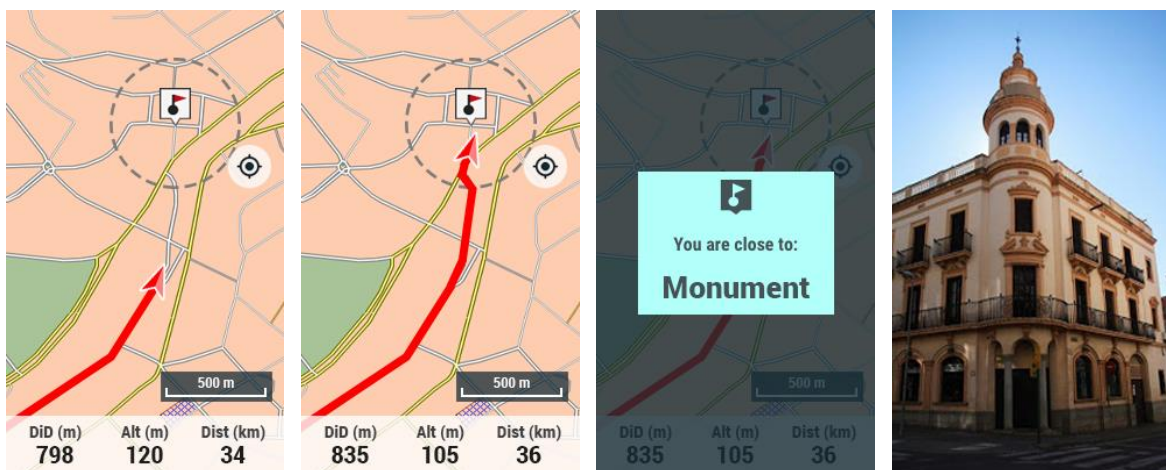 500 m
DiD (m) Alt (m) Dist (km)
798 120 34
500 m
DiD (m) Alt (m) Dist (km)
835 105 36
You are close to:
Monument
500 m
DiD (m) Alt (m) Dist (km)
835 105 36